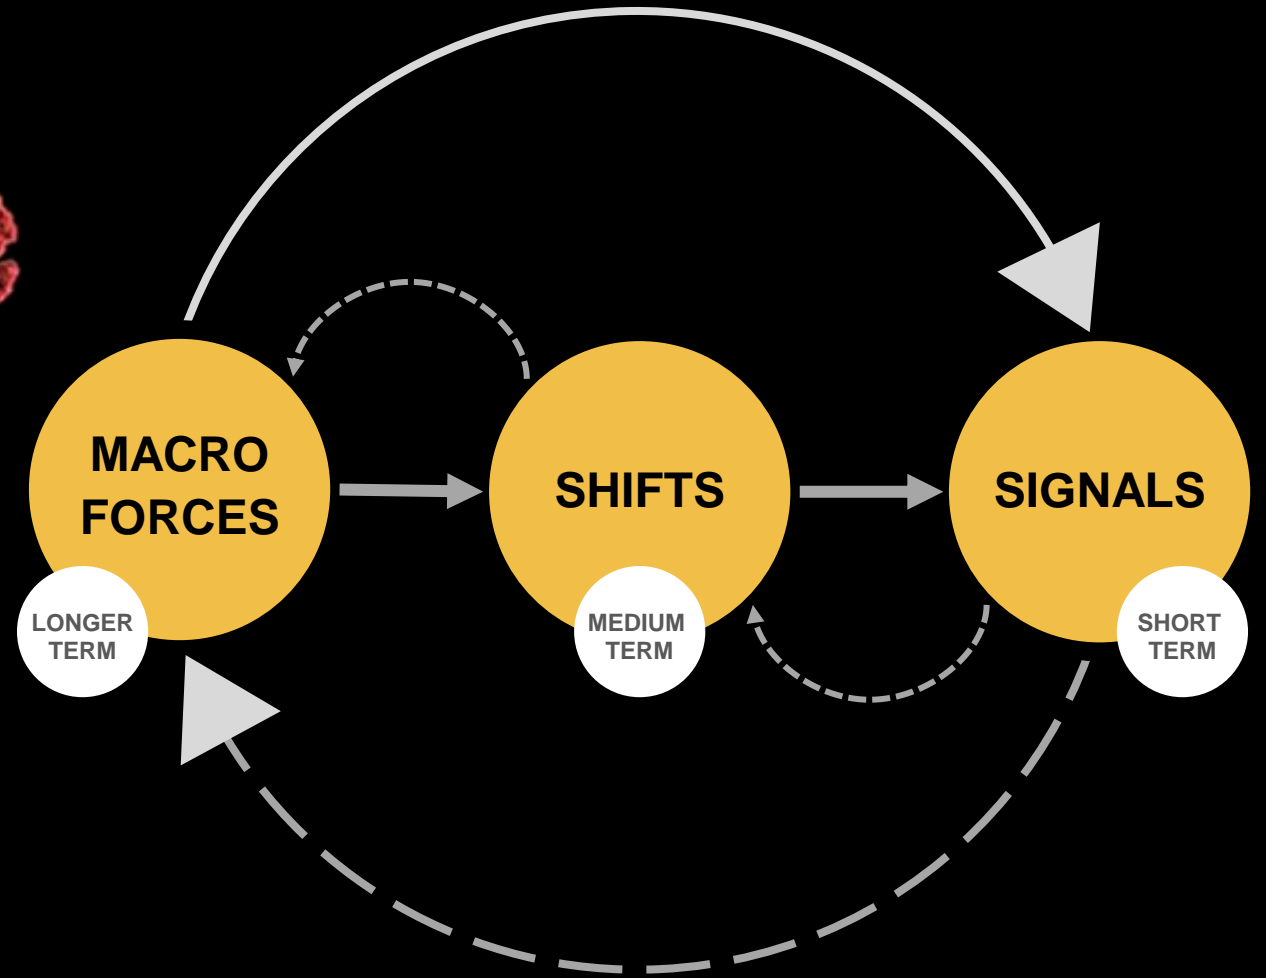 MACRO
FORCES
LONGER
TERM
SHIFTS
MEDIUM
TERM
SIGNALS
SHORT
TERM